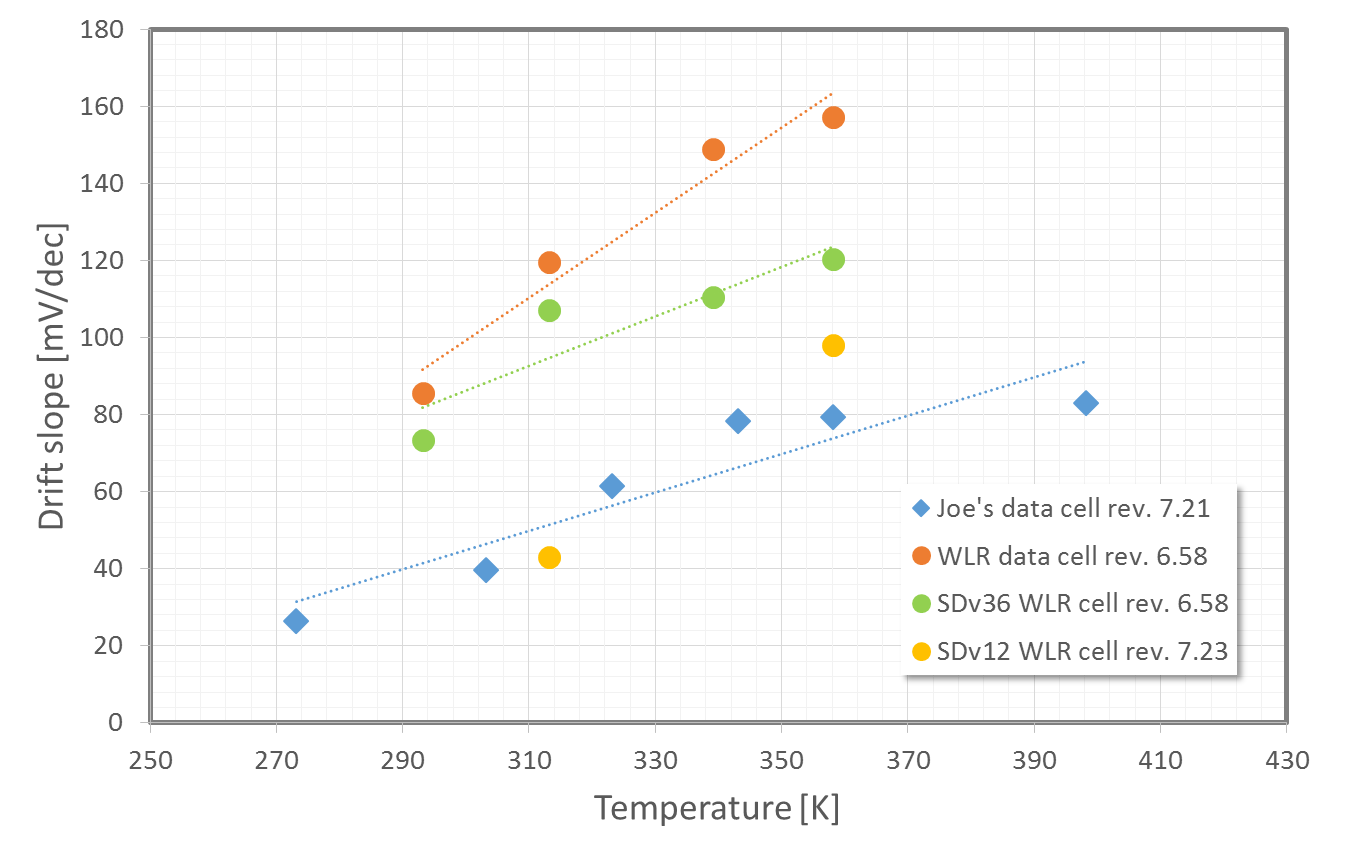 180
160
140
120
100
80
60
40
20
0
Drift slope [mV/dec]
250 270 290 310 330 350 370 390 410 430
Temperature [K]
Joe's data cell rev. 7.21
WLR data cell rev. 6.58
SDv36 WLR cell rev. 6.58
SDv12 WLR cell rev. 7.23